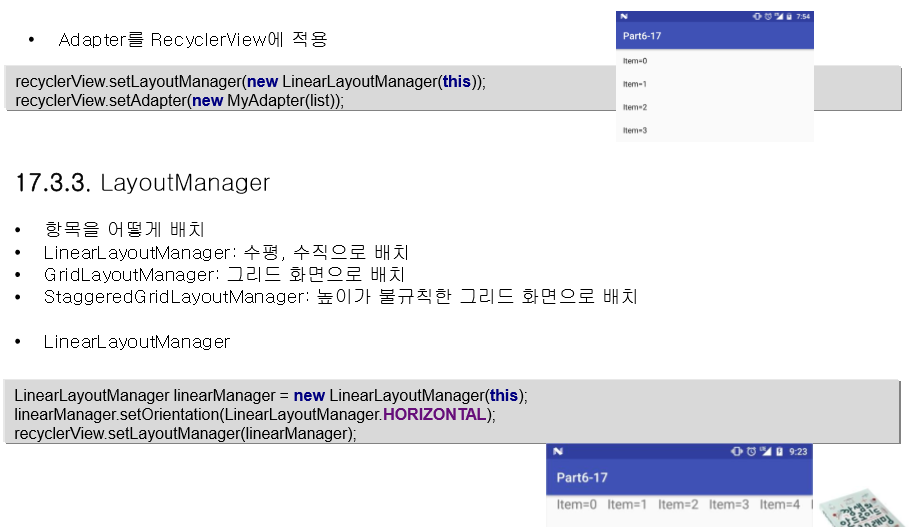 • Adapter를 RecyclerView에 적용
recyclerView.setLayoutManager(new LinearLayoutManager(this));
recyclerView.setAdapter(new MyAdapter(list));
7:54
Part6-17
Item=0
Item=1
Item=2
Item=3
17.3.3. LayoutManager
• 항목을 어떻게 배치
• LinearLayoutManager: 수평, 수직으로 배치
• GridLayoutManager: 그리드 화면으로 배치
• StaggeredGridLayoutManager: 높이가 불규칙한 그리드 화면으로 배치
• LinearLayoutManager
LinearLayoutManager linearManager = new LinearLayoutManager(this);
linearManager.setOrientation(LinearLayoutManager.HORIZONTAL);
recyclerView.setLayoutManager(linearManager);
9:23
Part6-17
Item=0 Item=1 Item=2 Item=3 Item=4